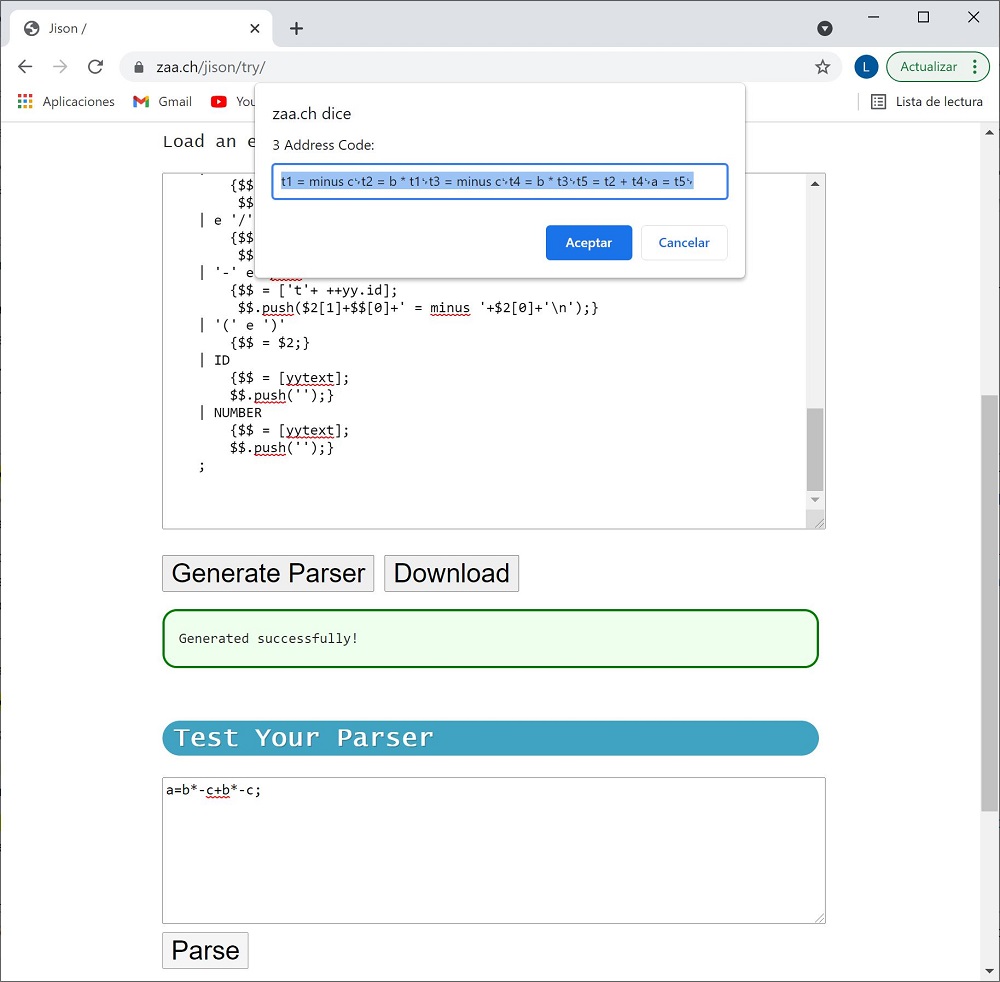 Jison /
zaa.ch/jison/try/
L
Actualizar
Aplicaciones
Gmail
Lista de lectura
zaa.ch dice
3 Address Code:
t1 = minus c␊t2 = b * t1␊t3 = minus c␊t4 = b * t3␊t5 = t2 + t4␊a = t5␊
Aceptar
Cancelar
Load an
{$$
$$
| e '/'
{$$
$$
| '-' e
{$$ = ['t'+ ++yy.id];
$$.push($2[1]+$$[0]+' = minus '+$2[0]+'\n');}
| '(' e ')'
{$$ = $2;}
| ID
{$$ = [yytext];
$$.push('');}
| NUMBER
{$$ = [yytext];
$$.push('');}
;
Generate Parser
Download
Generated successfully!
Test Your Parser
a=b*-c+b*-c;
Parse